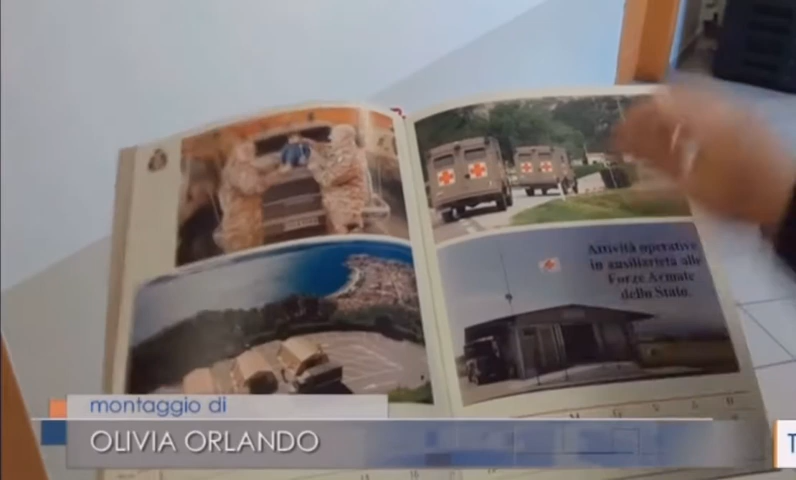 Attività operative
in ausiliarietà alle
Forze Armate
dello Stato.
montaggio di
OLIVIA ORLANDO
T